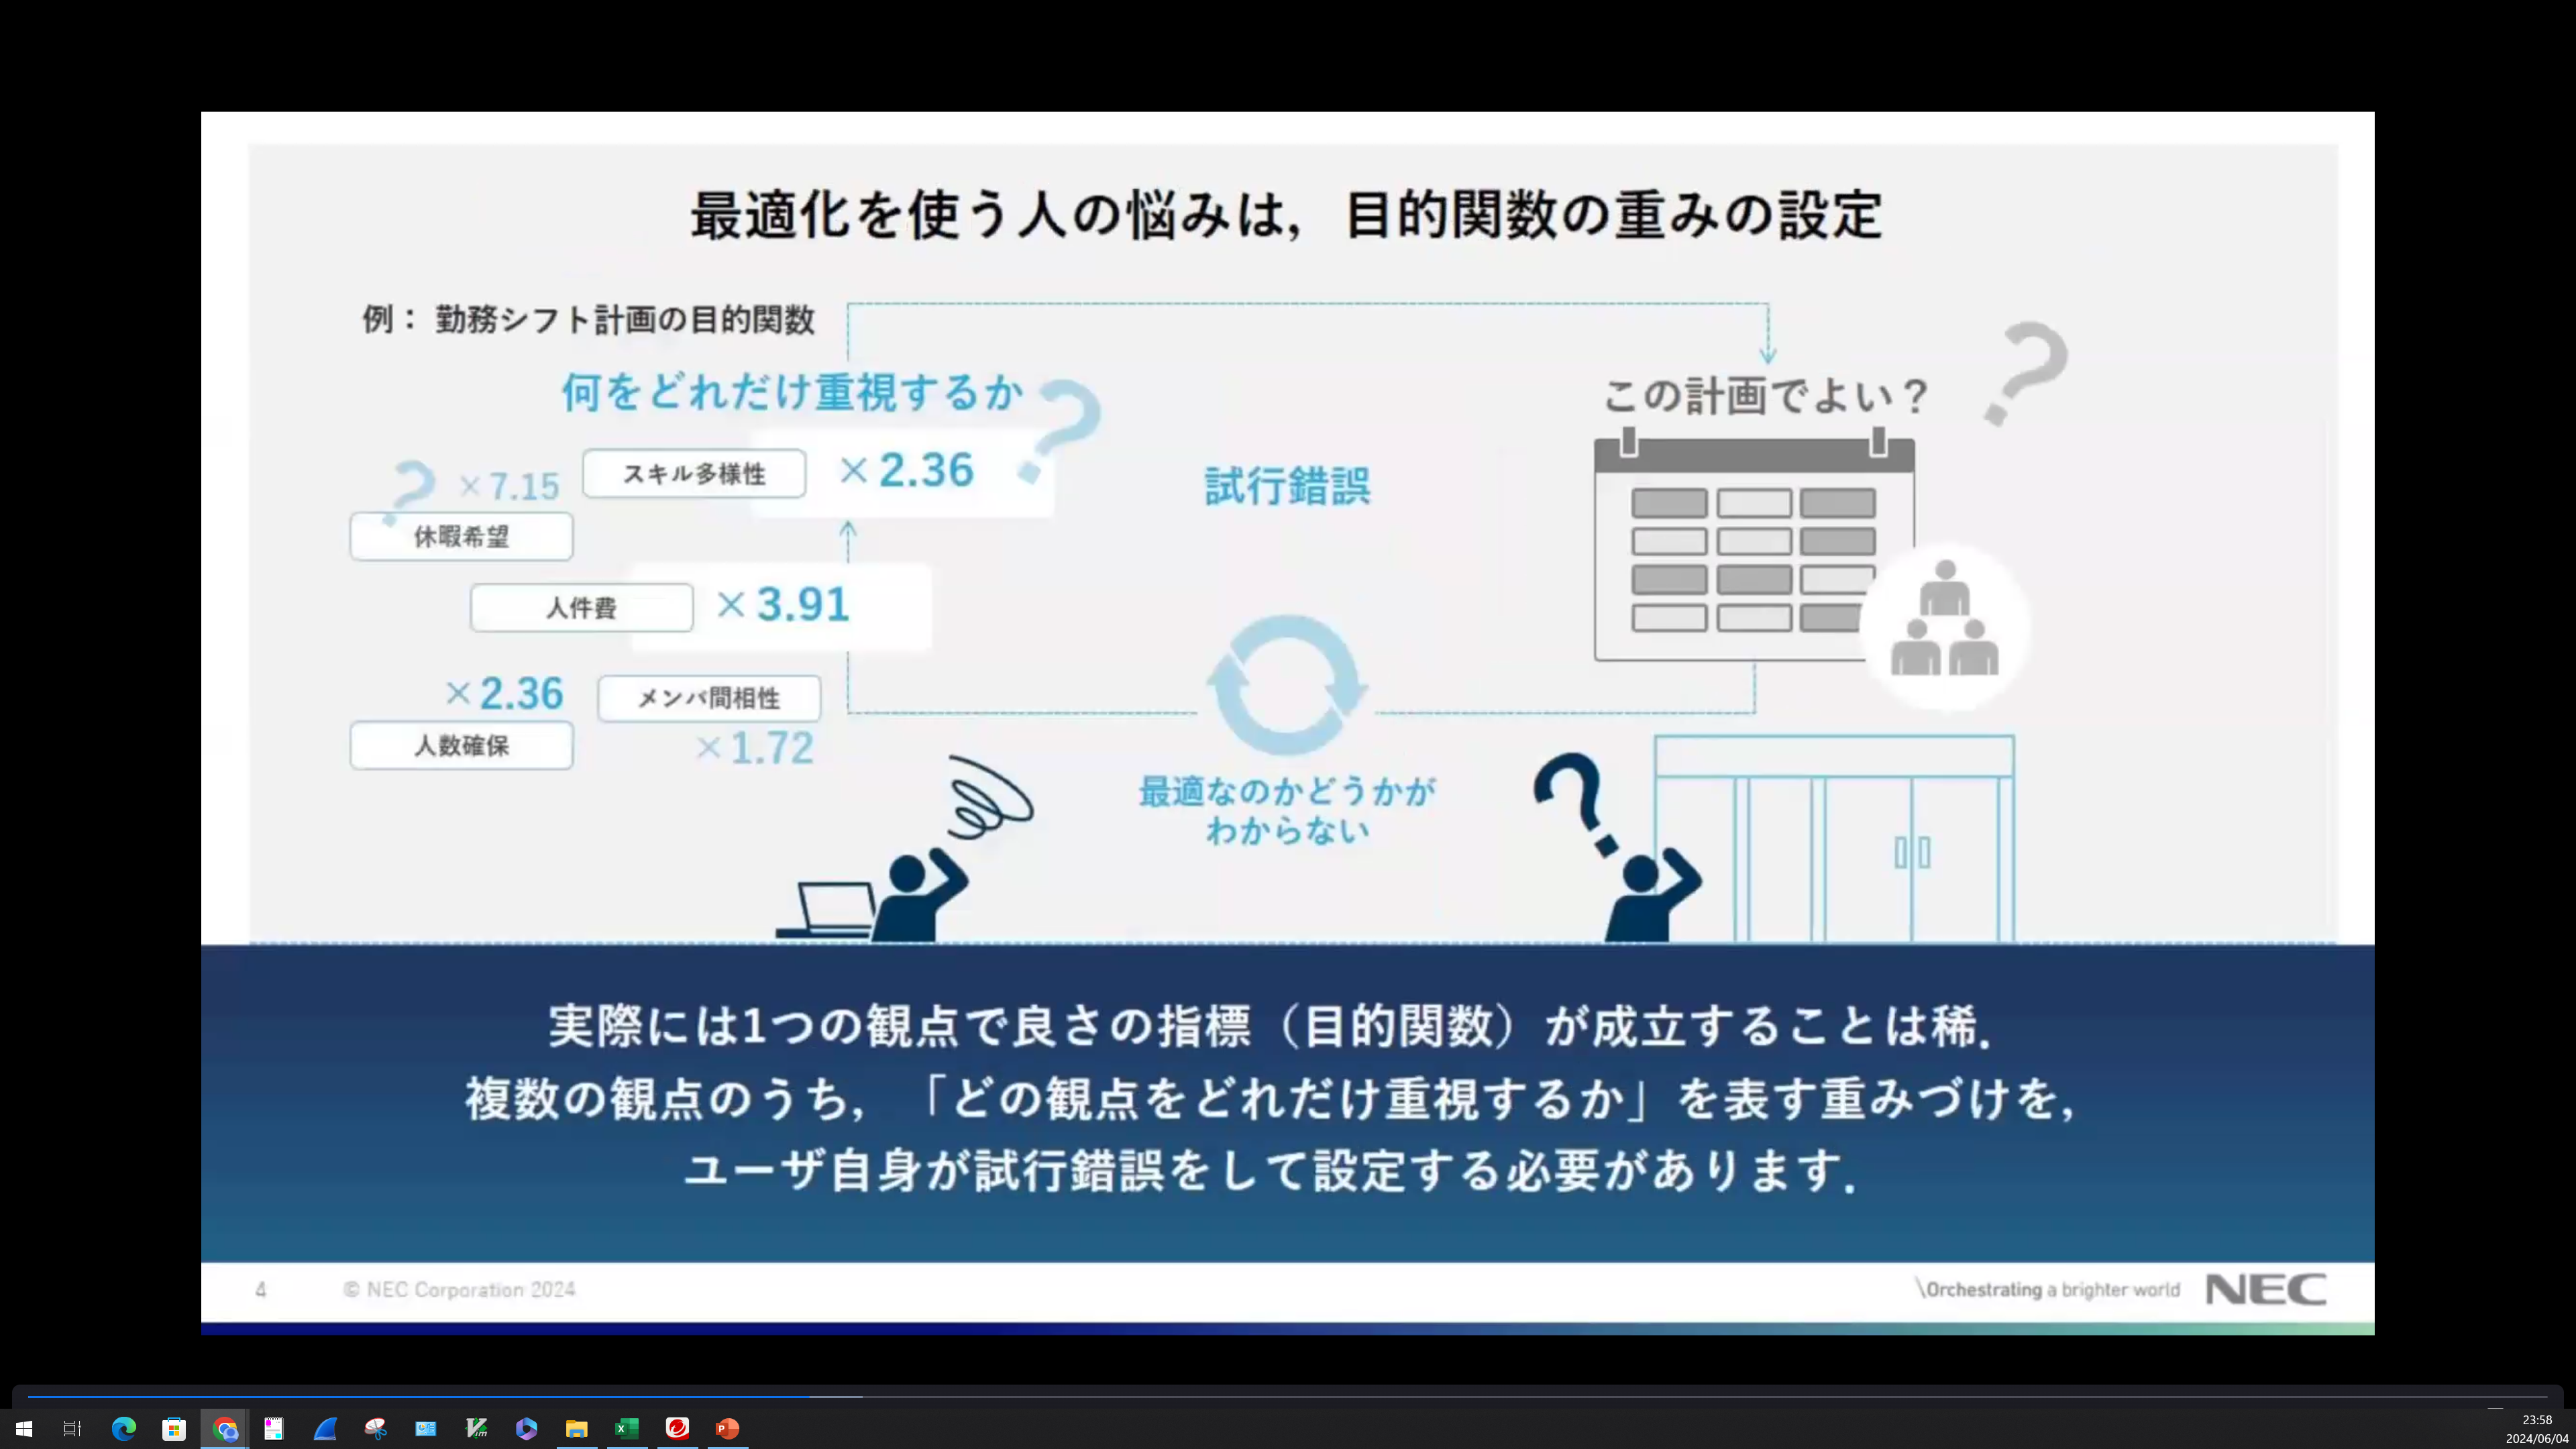 最適化を使う人の悩みは，目的関数の重みの設定
例： 勤務シフト計画の目的関数
何をどれだけ重視するか
?
スキル多様性
× 2.36
?
× 7.15
休暇希望
人件費
× 3.91
× 2.36
メンバ間相性
人数確保
× 1.72
試行錯誤
最適なのかどうかが
わからない
この計画でよい？
?
?
実際には1つの観点で良さの指標（目的関数）が成立することは稀．
複数の観点のうち，「どの観点をどれだけ重視するか」を表す重みづけを，
ユーザ自身が試行錯誤をして設定する必要があります．
4
© NEC Corporation 2024
\Orchestrating a brighter world
NEC
23:58
2024/06/04